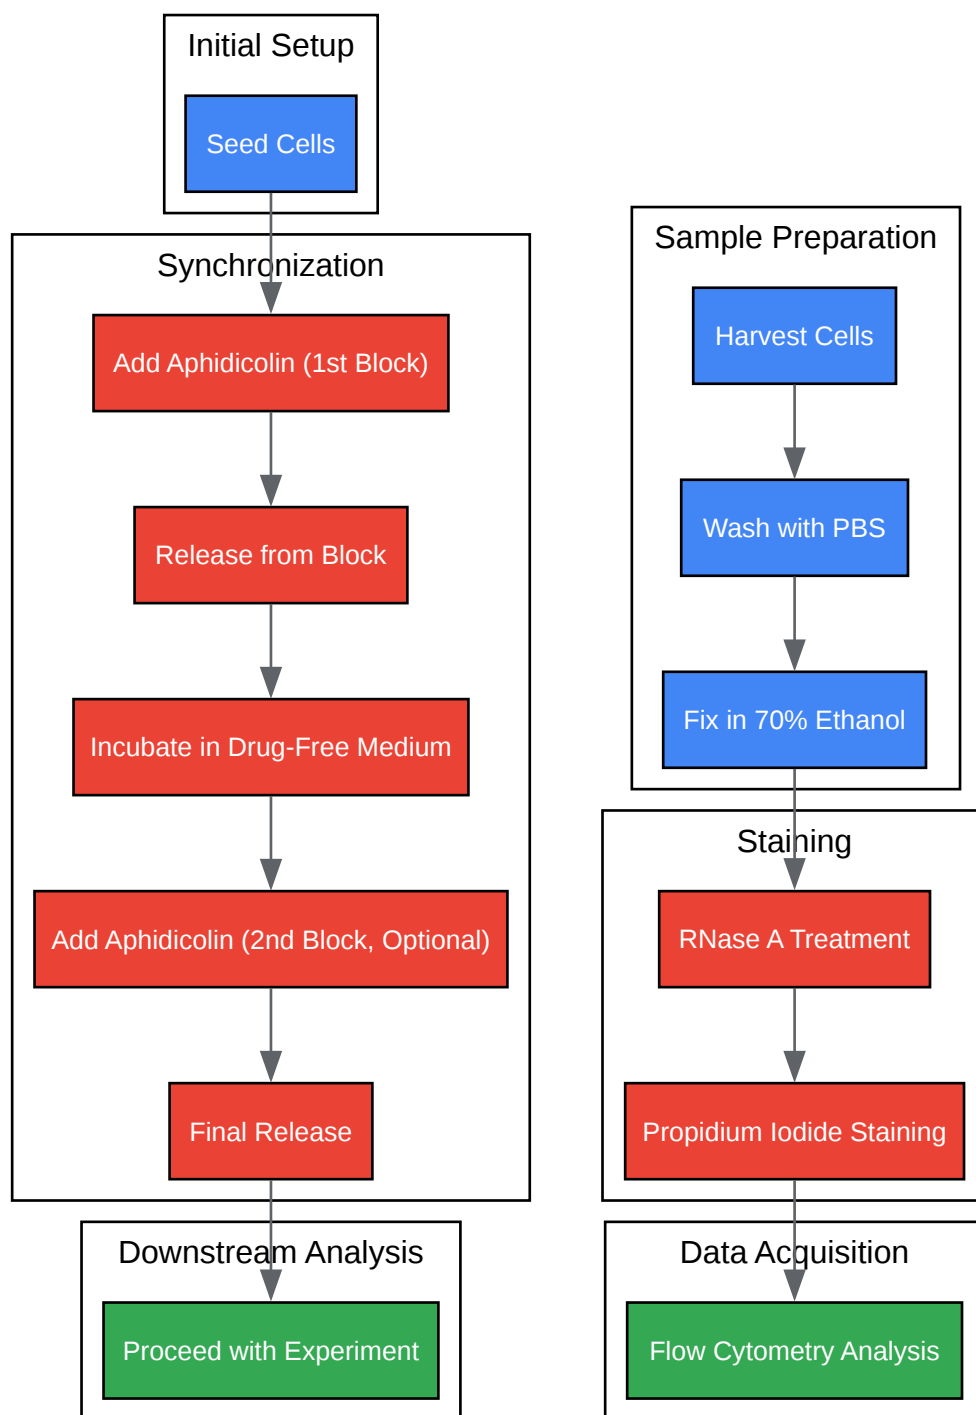 Initial Setup
Seed Cells
Synchronization
Add Aphidicolin (1st Block)
Release from Block
Incubate in Drug-Free Medium
Add Aphidicolin (2nd Block, Optional)
Final Release
Downstream Analysis
Proceed with Experiment
Sample Preparation
Harvest Cells
Wash with PBS
Fix in 70% Ethanol
Staining
RNase A Treatment
Propidium Iodide Staining
Data Acquisition
Flow Cytometry Analysis